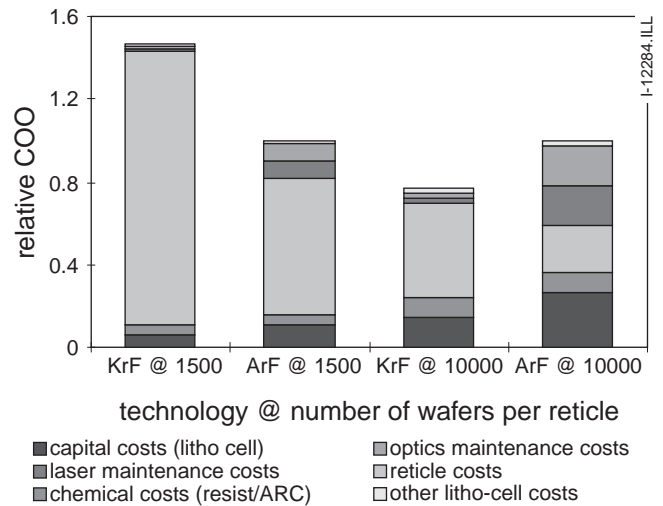 1.6
1.2
0.8
0.4
0
relative COO
I-12284.ILL
KrF @ 1500 ArF @ 1500 KrF @ 10000 ArF @ 10000
technology @ number of wafers per reticle
capital costs (litho cell) optics maintenance costs
laser maintenance costs reticle costs
chemical costs (resist/ARC) other litho-cell costs